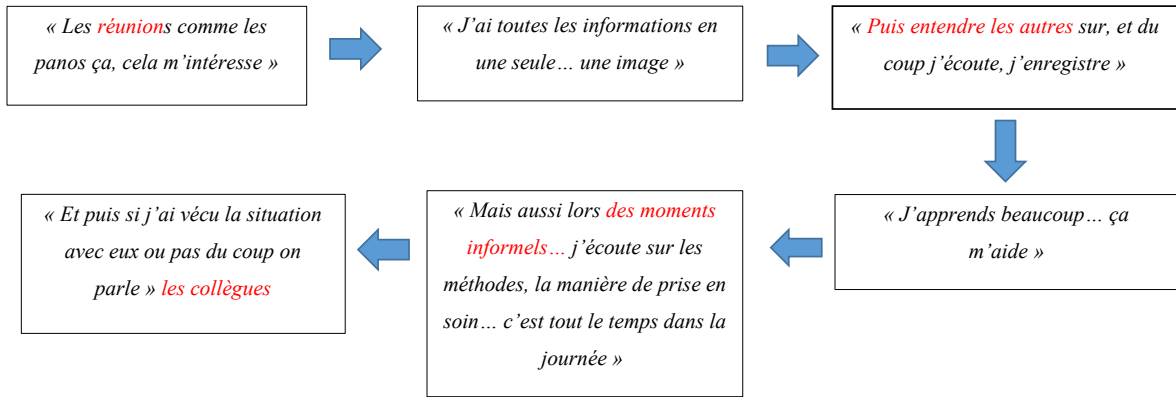 « Les réunions comme les
panos ça, cela m’intéresse »
« J’ai toutes les informations en
une seule… une image »
« Puis entendre les autres sur, et du
coup j’écoute, j’enregistre »
« J’apprends beaucoup… ça
m’aide »
« Mais aussi lors des moments
informels… j’écoute sur les
méthodes, la manière de prise en
soin… c’est tout le temps dans la
journée »
« Et puis si j’ai vécu la situation
avec eux ou pas du coup on
parle » les collègues